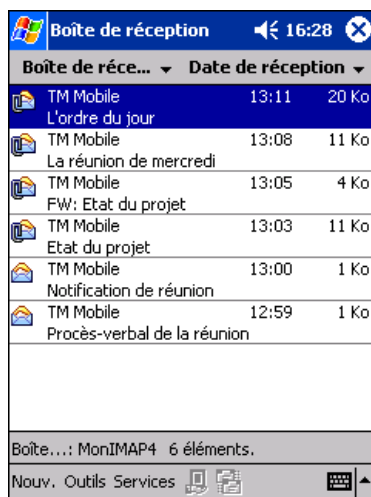 Boîte de réception 16:28
Boîte de réce... Date de réception
TM Mobile 13:11 20 Ko
L'ordre du jour
TM Mobile 13:08 11 Ko
La réunion de mercredi
TM Mobile 13:05 4 Ko
FW: Etat du projet
TM Mobile 13:03 11 Ko
Etat du projet
TM Mobile 13:00 1 Ko
Notification de réunion
TM Mobile 12:59 1 Ko
Procès-verbal de la réunion
Boîte...: MonIMAP4 6 éléments.
Nouv. Outils Services